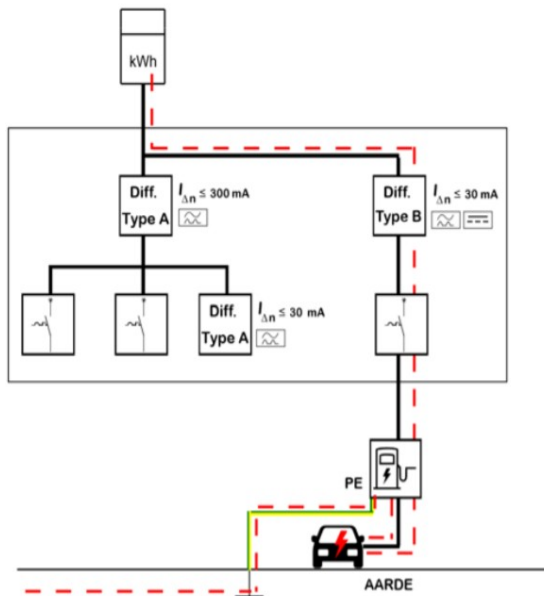 kWh
Diff.
Type A
IΔn ≤ 300 mA
Diff.
Type B
IΔn ≤ 30 mA
Diff.
Type A
IΔn ≤ 30 mA
PE
AARDE